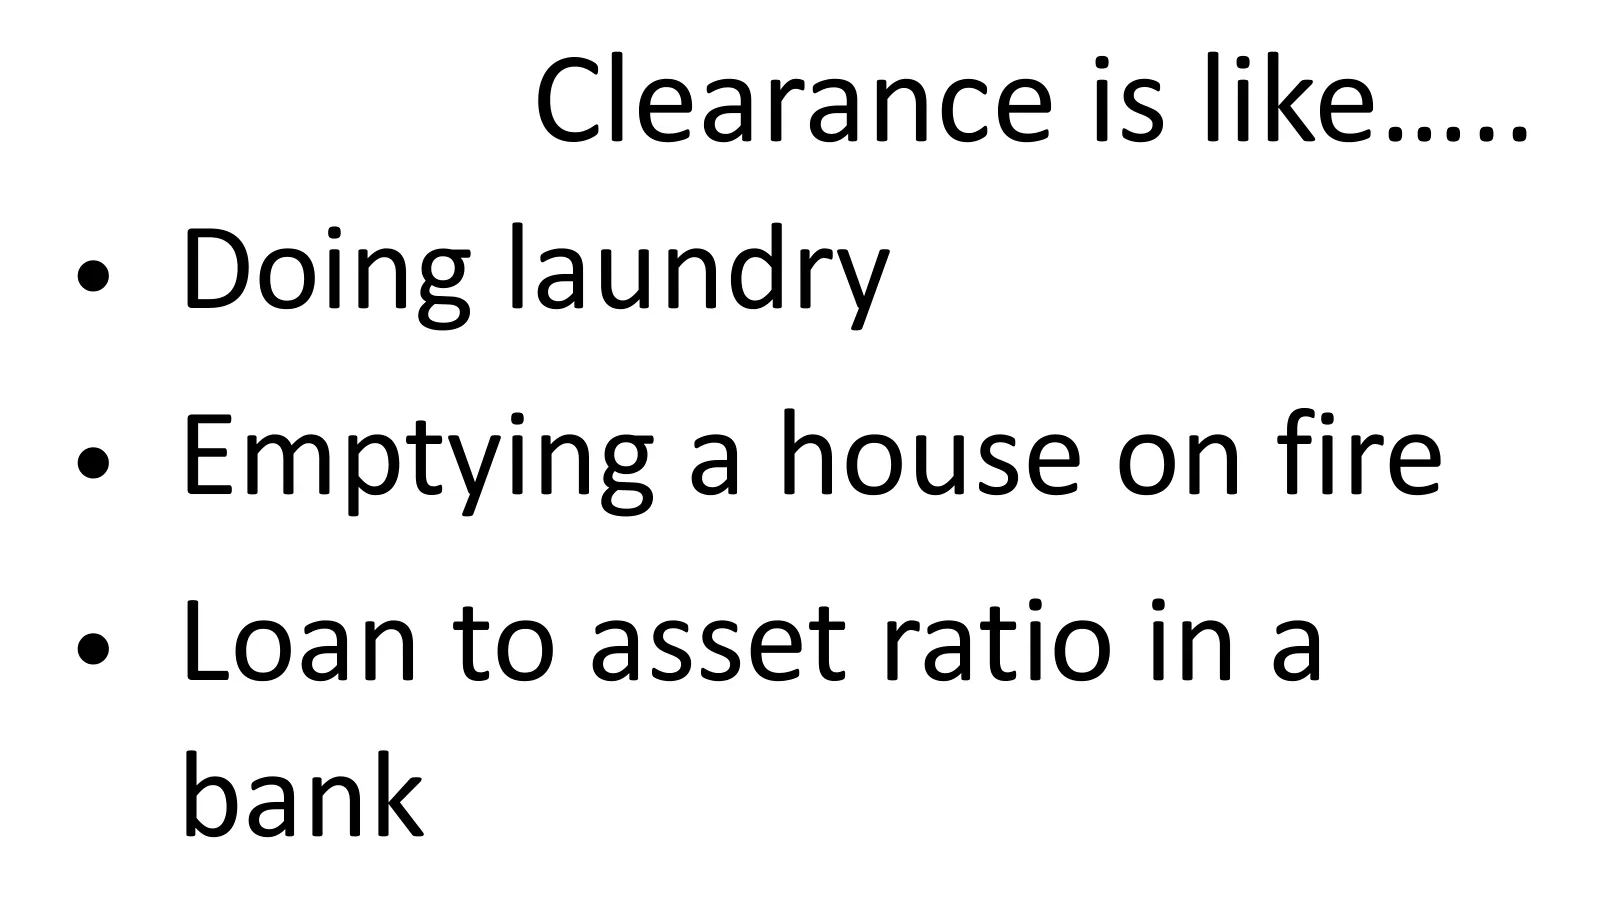 Clearance is like…..
• Doing laundry
• Emptying a house on fire
• Loan to asset ratio in a
bank